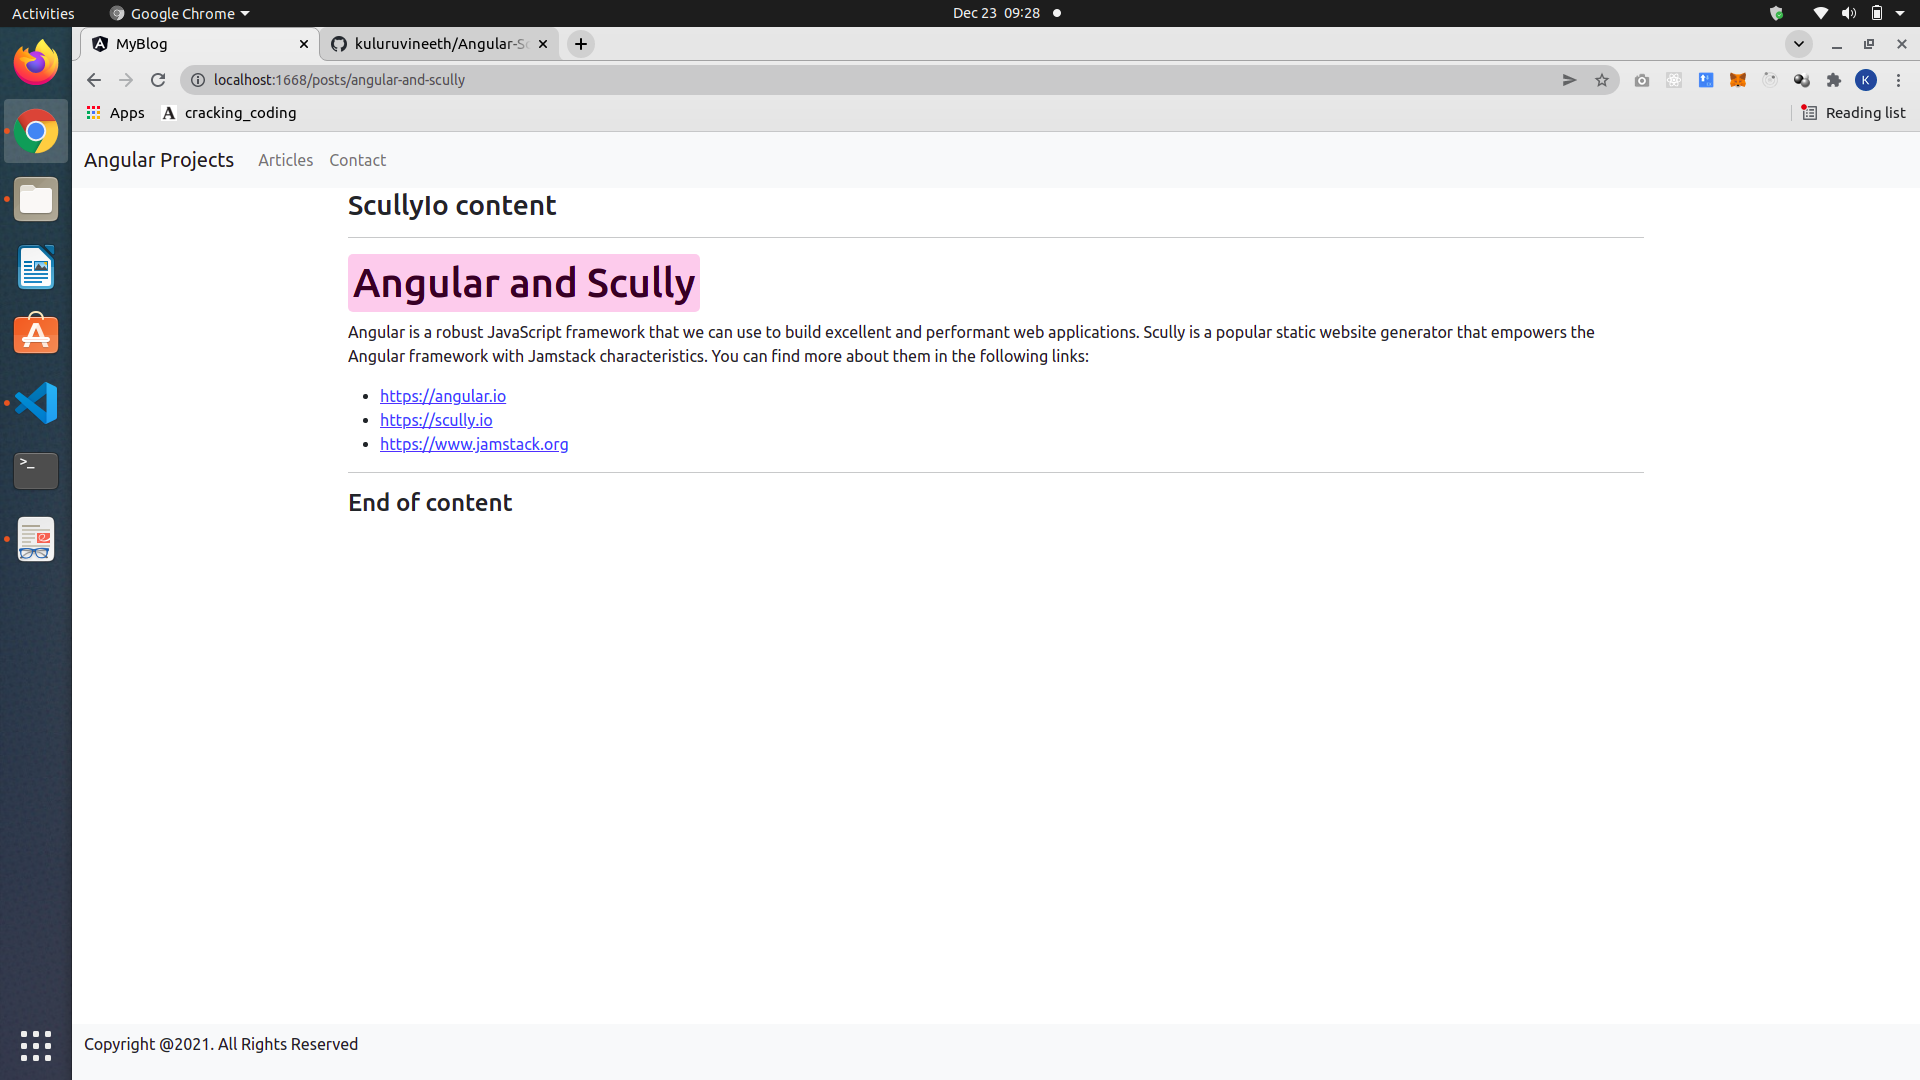 Activities
Google Chrome
Dec 23 09:28
MyBlog
kuluruvineeth/Angular-Sc
localhost:1668/posts/angular-and-scully
K
Apps
A cracking_coding
Reading list
Angular Projects
Articles
Contact
ScullyIo content
Angular and Scully
Angular is a robust JavaScript framework that we can use to build excellent and performant web applications. Scully is a popular static website generator that empowers the
Angular framework with Jamstack characteristics. You can find more about them in the following links:
https://angular.io
https://scully.io
https://www.jamstack.org
End of content
Copyright @2021. All Rights Reserved